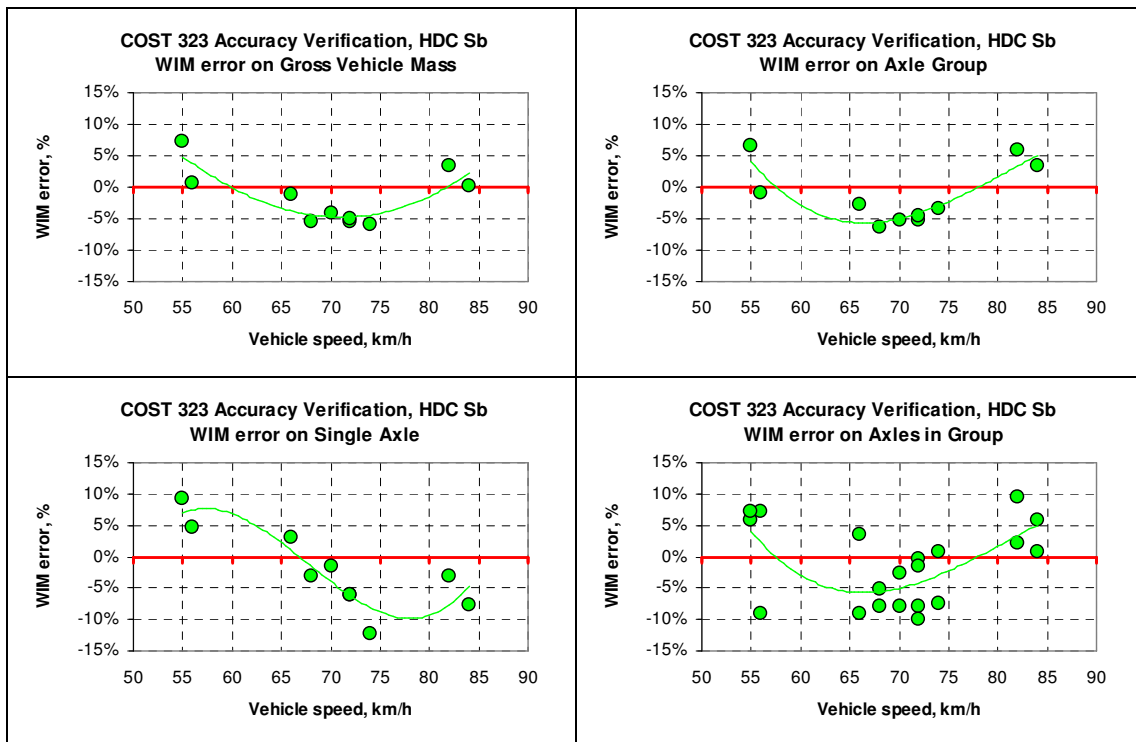 COST 323 Accuracy Verification, HDC Sb
WIM error on Gross Vehicle Mass
WIM error, %
15%
10%
5%
0%
-5%
-10%
-15%
50 55 60 65 70 75 80 85 90
Vehicle speed, km/h
COST 323 Accuracy Verification, HDC Sb
WIM error on Axle Group
WIM error, %
15%
10%
5%
0%
-5%
-10%
-15%
50 55 60 65 70 75 80 85 90
Vehicle speed, km/h
COST 323 Accuracy Verification, HDC Sb
WIM error on Single Axle
WIM error, %
15%
10%
5%
0%
-5%
-10%
-15%
50 55 60 65 70 75 80 85 90
Vehicle speed, km/h
COST 323 Accuracy Verification, HDC Sb
WIM error on Axles in Group
WIM error, %
15%
10%
5%
0%
-5%
-10%
-15%
50 55 60 65 70 75 80 85 90
Vehicle speed, km/h